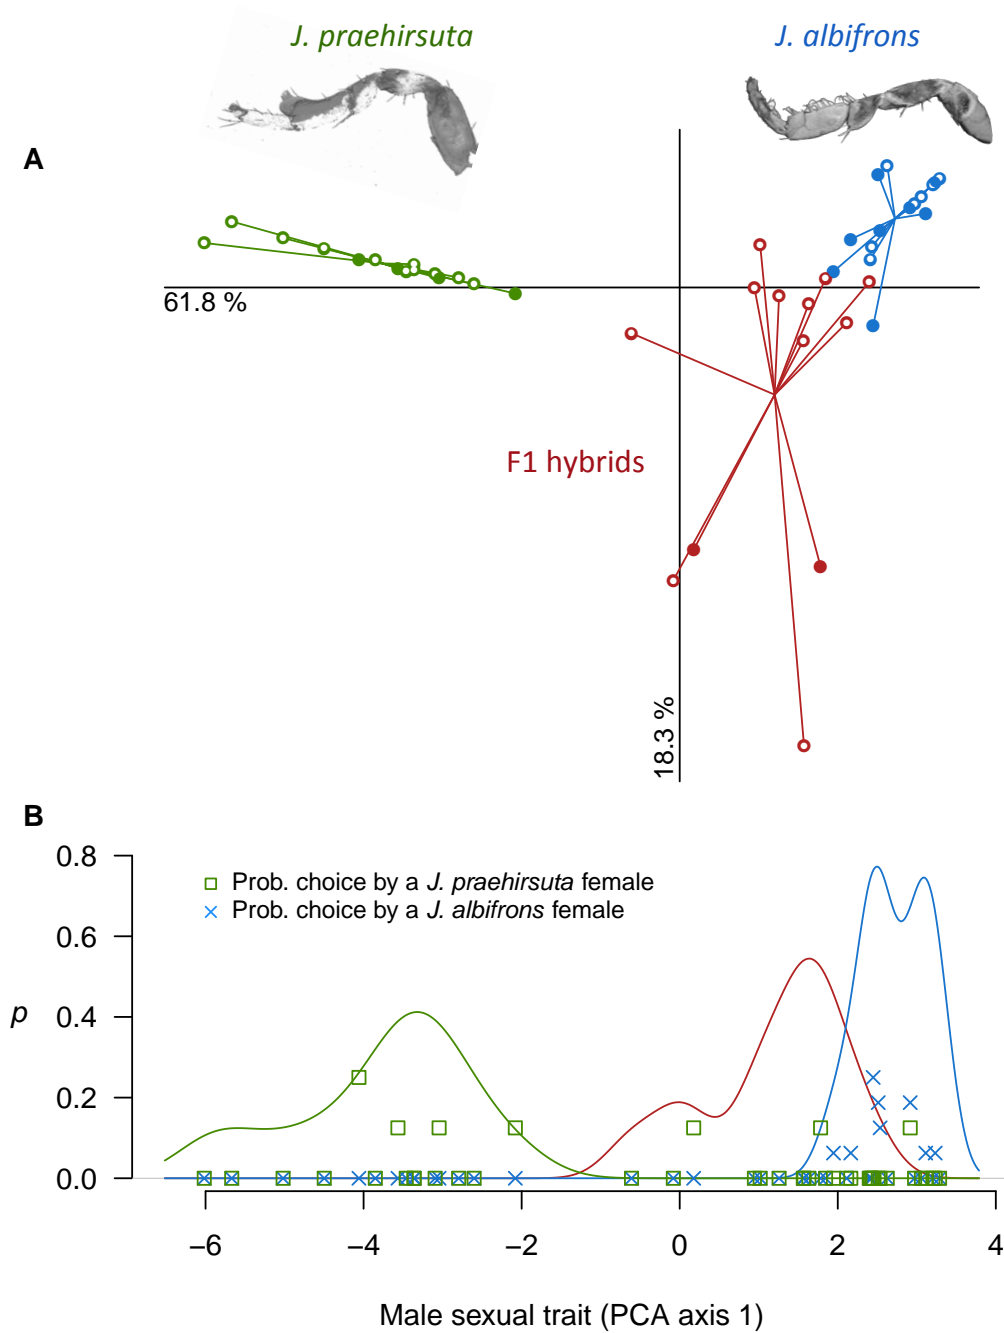 J. praehirsuta
J. albifrons
A
61.8 %
F1 hybrids
18.3 %
B
0.8
0.6
0.4
0.2
0.0
p
Prob. choice by a J. praehirsuta female
Prob. choice by a J. albifrons female
−6 −4 −2 0 2 4
Male sexual trait (PCA axis 1)